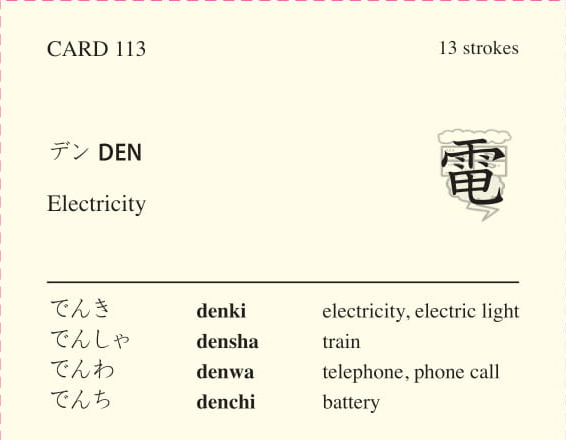 CARD 113 13 strokes
デン DEN 電
Electricity
でんき denki electricity, electric light
でんしゃ densha train
でんわ denwa telephone, phone call
でんち denchi battery